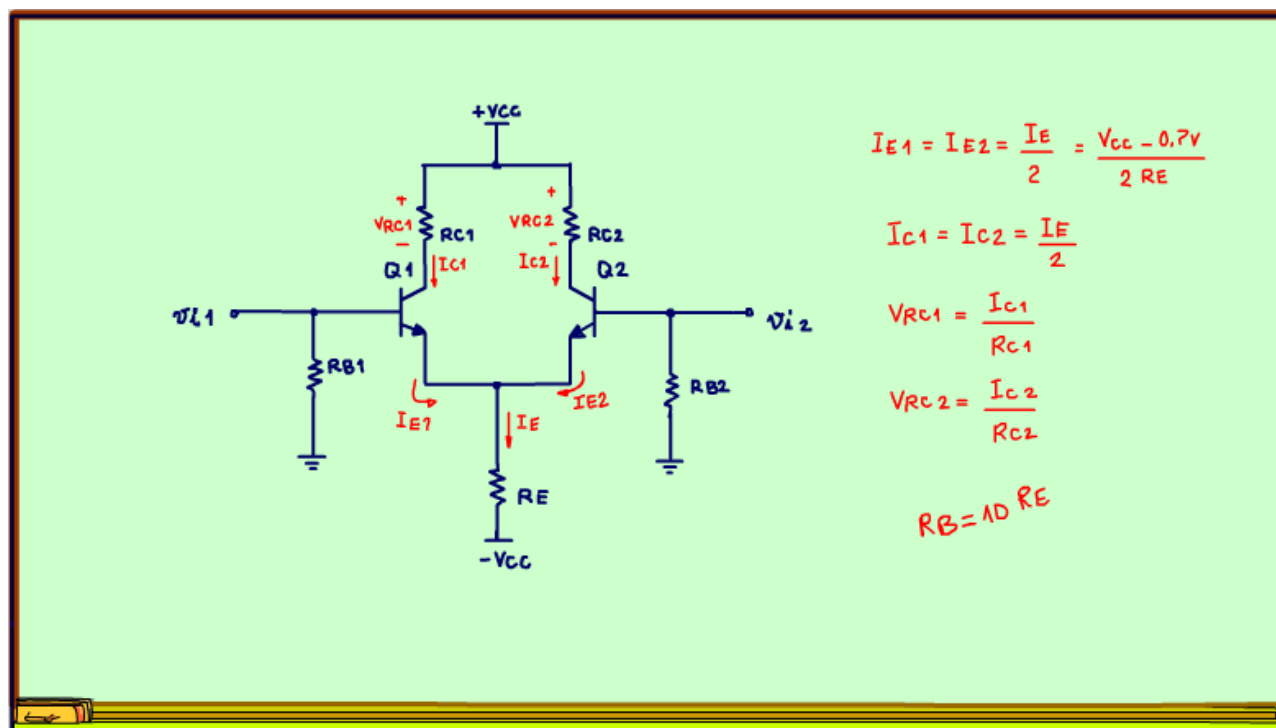 +VCC
+ +
VRC1 RC1 VRC2 RC2
- -
IC1 IC2
Q1 Q2
vi1 vi2
RB1 RB2
IE1 IE IE2
RE
-VCC
IE1 = IE2 = IE/2 = VCC - 0.7V/2 RE
IC1 = IC2 = IE/2
VRC1 = IC1/RC1
VRC2 = IC2/RC2
RB = 10 RE